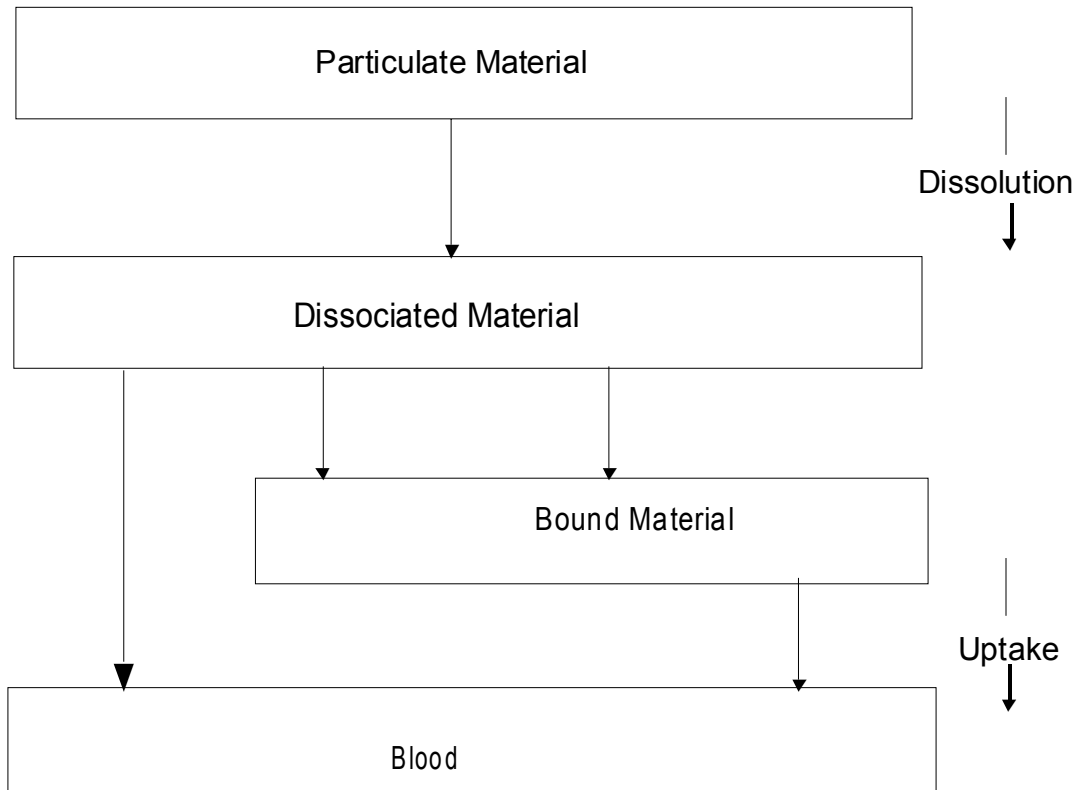 Particulate Material
Dissolution
Dissociated Material
Bound Material
Uptake
Blood